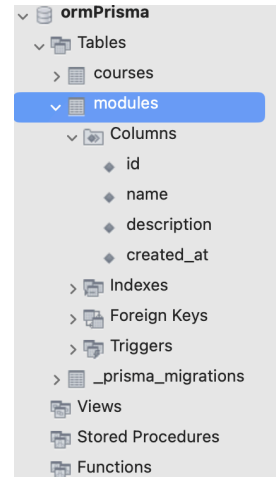 ormPrisma
Tables
courses
modules
Columns
id
name
description
created_at
Indexes
Foreign Keys
Triggers
_prisma_migrations
Views
Stored Procedures
Functions